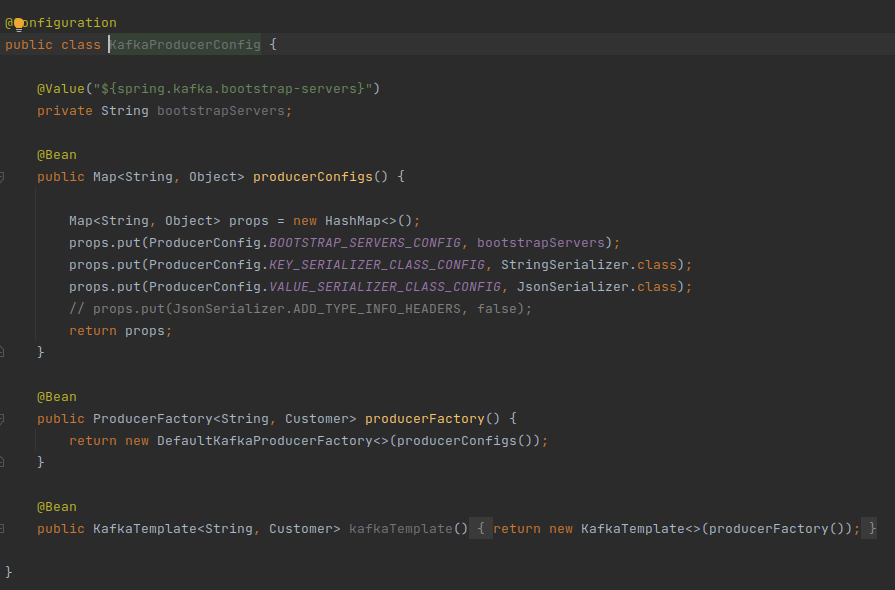 @Configuration
public class KafkaProducerConfig {
@Value("${spring.kafka.bootstrap-servers}")
private String bootstrapServers;
@Bean
public Map<String, Object> producerConfigs() {
Map<String, Object> props = new HashMap<>();
props.put(ProducerConfig.BOOTSTRAP_SERVERS_CONFIG, bootstrapServers);
props.put(ProducerConfig.KEY_SERIALIZER_CLASS_CONFIG, StringSerializer.class);
props.put(ProducerConfig.VALUE_SERIALIZER_CLASS_CONFIG, JsonSerializer.class);
// props.put(JsonSerializer.ADD_TYPE_INFO_HEADERS, false);
return props;
}
@Bean
public ProducerFactory<String, Customer> producerFactory() {
return new DefaultKafkaProducerFactory<>(producerConfigs());
}
@Bean
public KafkaTemplate<String, Customer> kafkaTemplate() { return new KafkaTemplate<>(producerFactory()); }
}